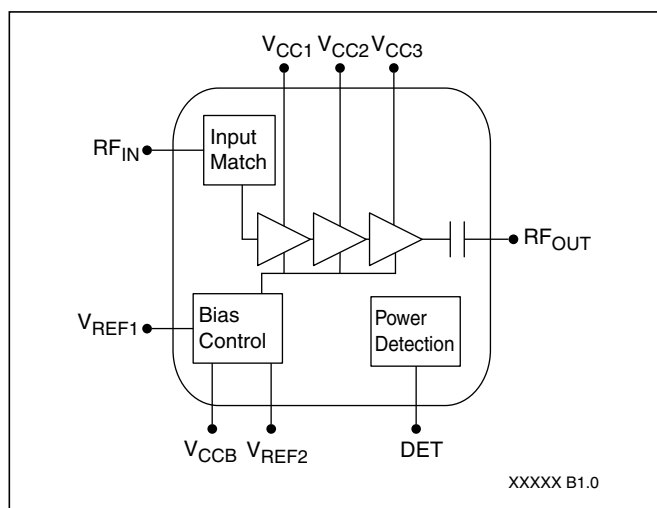 VCC1 VCC2 VCC3
RFIN
Input
Match
RFOUT
VREF1
Bias
Control
Power
Detection
VCCB VREF2 DET
XXXXX B1.0